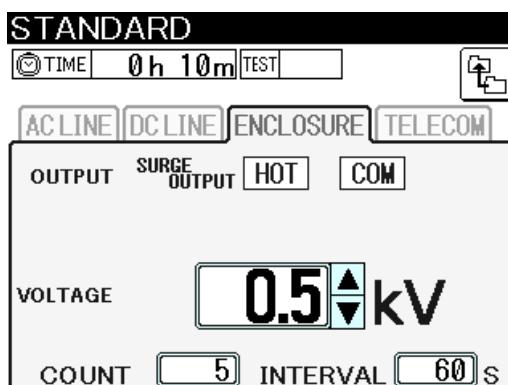 STANDARD
TIME 0h 10m TEST
AC LINE DC LINE ENCLOSURE TELECOM
OUTPUT SURGE OUTPUT HOT COM
VOLTAGE 0.5 kV
COUNT 5 INTERVAL 60 s